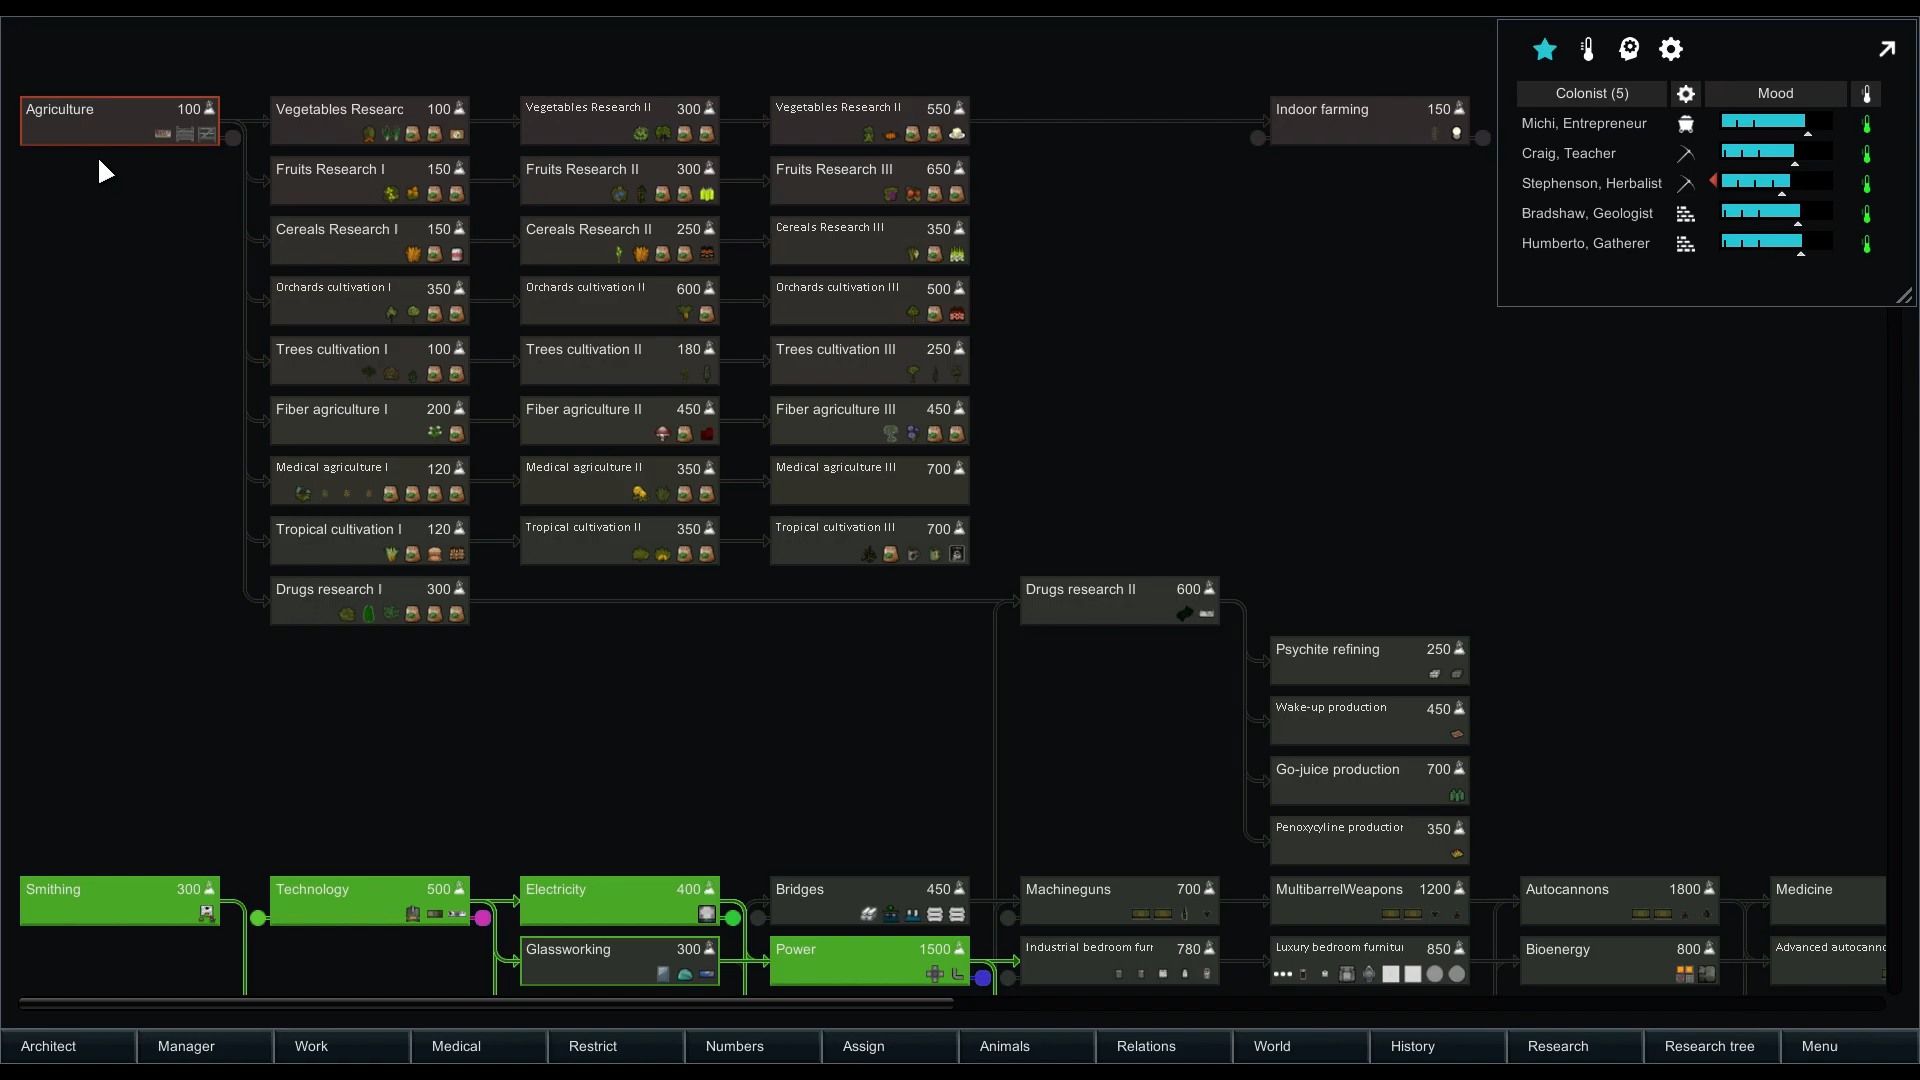 Agriculture 100
Vegetables Researc 100
Vegetables Research II 300
Vegetables Research II 550
Indoor farming 150
Fruits Research I 150
Fruits Research II 300
Fruits Research III 650
Cereals Research I 150
Cereals Research II 250
Cereals Research III 350
Orchards cultivation I 350
Orchards cultivation II 600
Orchards cultivation III 500
Trees cultivation I 100
Trees cultivation II 180
Trees cultivation III 250
Fiber agriculture I 200
Fiber agriculture II 450
Fiber agriculture III 450
Medical agriculture I 120
Medical agriculture II 350
Medical agriculture III 700
Tropical cultivation I 120
Tropical cultivation II 350
Tropical cultivation III 700
Drugs research I 300
Drugs research II 600
Psychite refining 250
Wake-up production 450
Go-juice production 700
Penoxycyline production 350
Smithing 300
Technology 500
Electricity 400
Bridges 450
Machineguns 700
MultibarrelWeapons 1200
Autocannons 1800
Medicine
Glassworking 300
Power 1500
Industrial bedroom furr 780
Luxury bedroom furnitur 850
Bioenergy 800
Advanced autocanno
Colonist (5) Mood
Michi, Entrepreneur
Craig, Teacher
Stephenson, Herbalist
Bradshaw, Geologist
Humberto, Gatherer
Architect Manager Work Medical Restrict Numbers Assign Animals Relations World History Research Research tree Menu